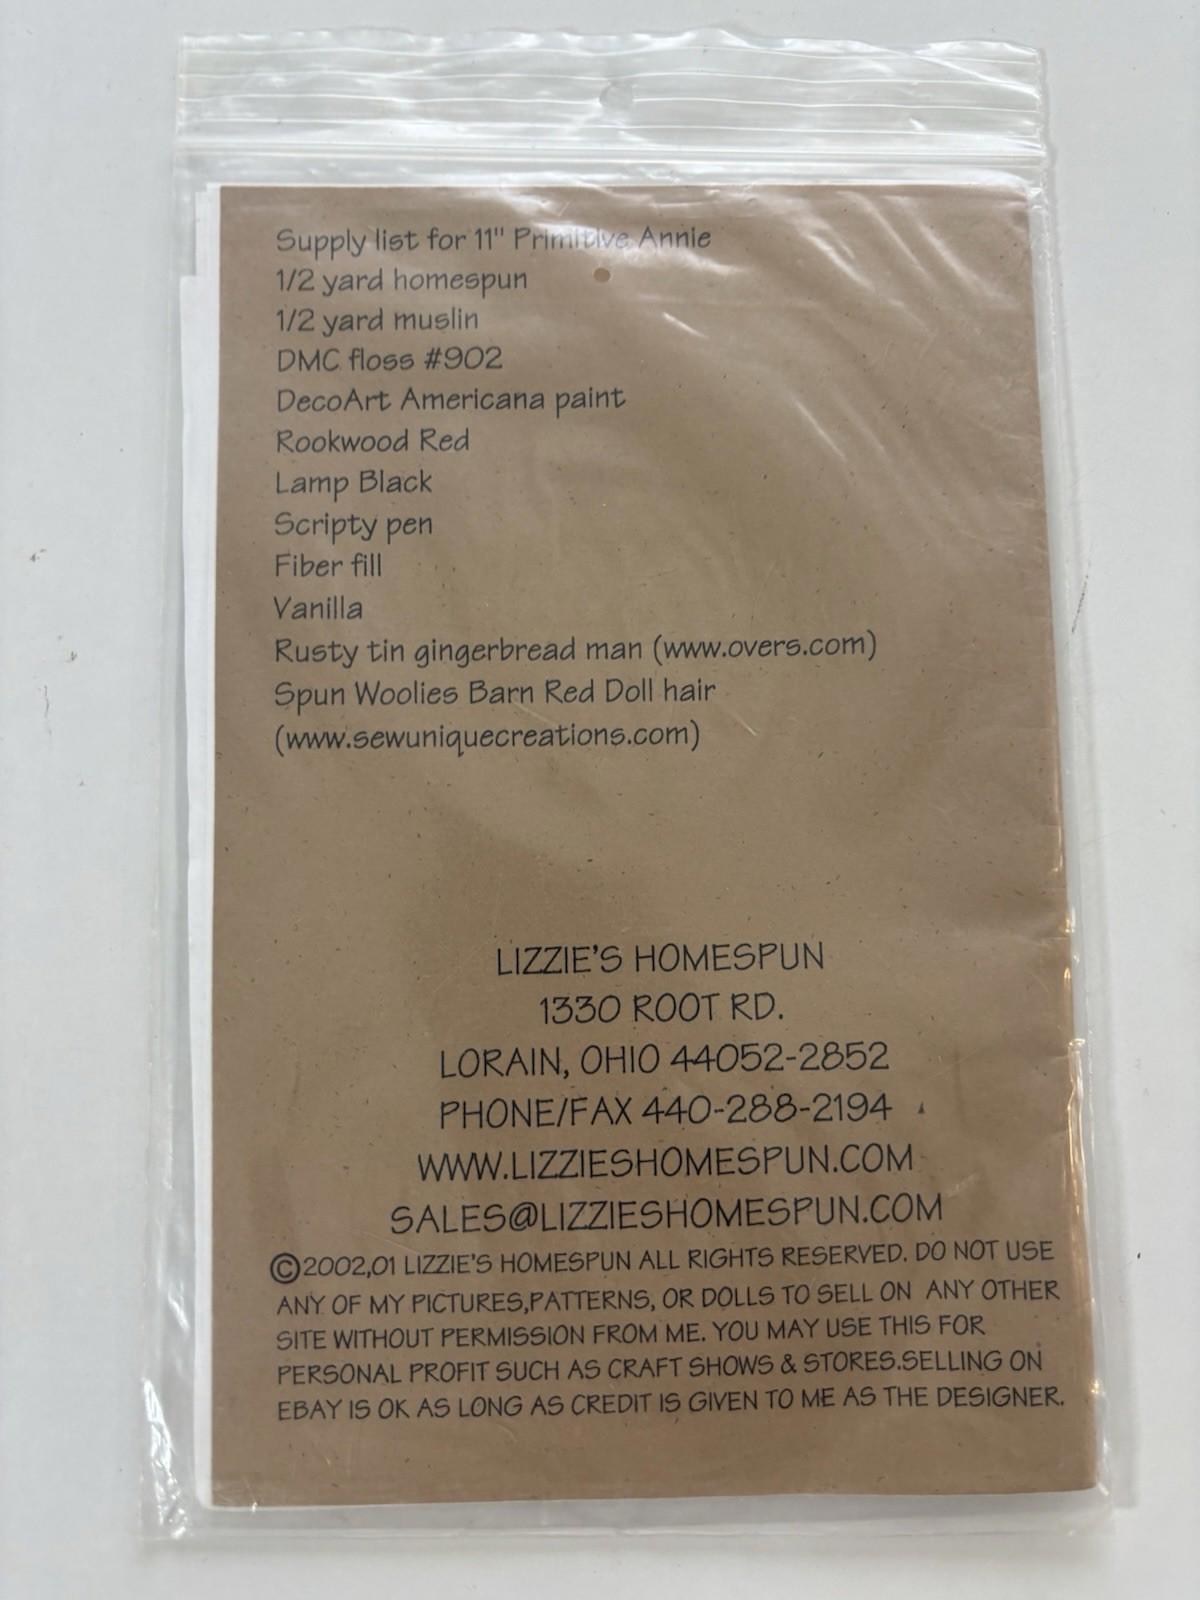 Supply list for 11" Primitive Annie
1/2 yard homespun
1/2 yard muslin
DMC floss #902
DecoArt Americana paint
Rookwood Red
Lamp Black
Scripty pen
Fiber fill
Vanilla
Rusty tin gingerbread man (www.overs.com)
Spun Woolies Barn Red Doll hair
(www.sewuniquecreations.com)
LIZZIE'S HOMESPUN
1330 ROOT RD.
LORAIN, OHIO 44052-2852
PHONE/FAX 440-288-2194
WWW.LIZZIESHOMESPUN.COM
SALES@LIZZIESHOMESPUN.COM
©2002,01 LIZZIE'S HOMESPUN ALL RIGHTS RESERVED. DO NOT USE
ANY OF MY PICTURES,PATTERNS, OR DOLLS TO SELL ON ANY OTHER
SITE WITHOUT PERMISSION FROM ME. YOU MAY USE THIS FOR
PERSONAL PROFIT SUCH AS CRAFT SHOWS & STORES.SELLING ON
EBAY IS OK AS LONG AS CREDIT IS GIVEN TO ME AS THE DESIGNER.